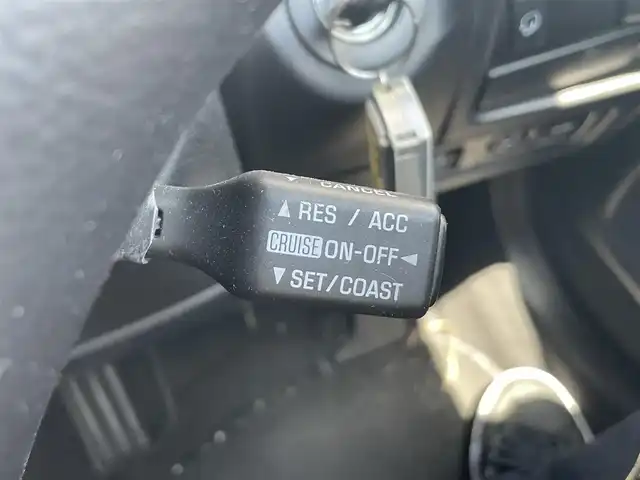 CANCEL
▲ RES / ACC
CRUISE ON-OFF ◄
▼ SET/COAST